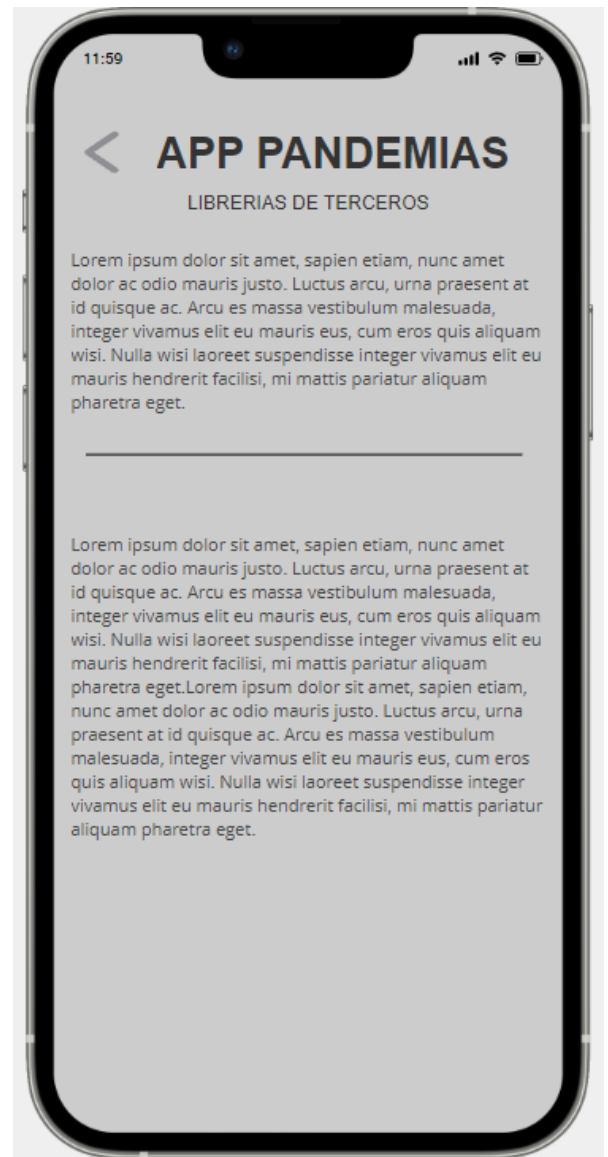 11:59
APP PANDEMIAS
LIBRERIAS DE TERCEROS
Lorem ipsum dolor sit amet, sapien etiam, nunc amet
dolor ac odio mauris justo. Luctus arcu, urna praesent at
id quisque ac. Arcu es massa vestibulum malesuada,
integer vivamus elit eu mauris eus, cum eros quis aliquam
wisi. Nulla wisi laoreet suspendisse integer vivamus elit eu
mauris hendrerit facilisi, mi mattis pariatur aliquam
pharetra eget.
Lorem ipsum dolor sit amet, sapien etiam, nunc amet
dolor ac odio mauris justo. Luctus arcu, urna praesent at
id quisque ac. Arcu es massa vestibulum malesuada,
integer vivamus elit eu mauris eus, cum eros quis aliquam
wisi. Nulla wisi laoreet suspendisse integer vivamus elit eu
mauris hendrerit facilisi, mi mattis pariatur aliquam
pharetra eget.Lorem ipsum dolor sit amet, sapien etiam,
nunc amet dolor ac odio mauris justo. Luctus arcu, urna
praesent at id quisque ac. Arcu es massa vestibulum
malesuada, integer vivamus elit eu mauris eus, cum eros
quis aliquam wisi. Nulla wisi laoreet suspendisse integer
vivamus elit eu mauris hendrerit facilisi, mi mattis pariatur
aliquam pharetra eget.